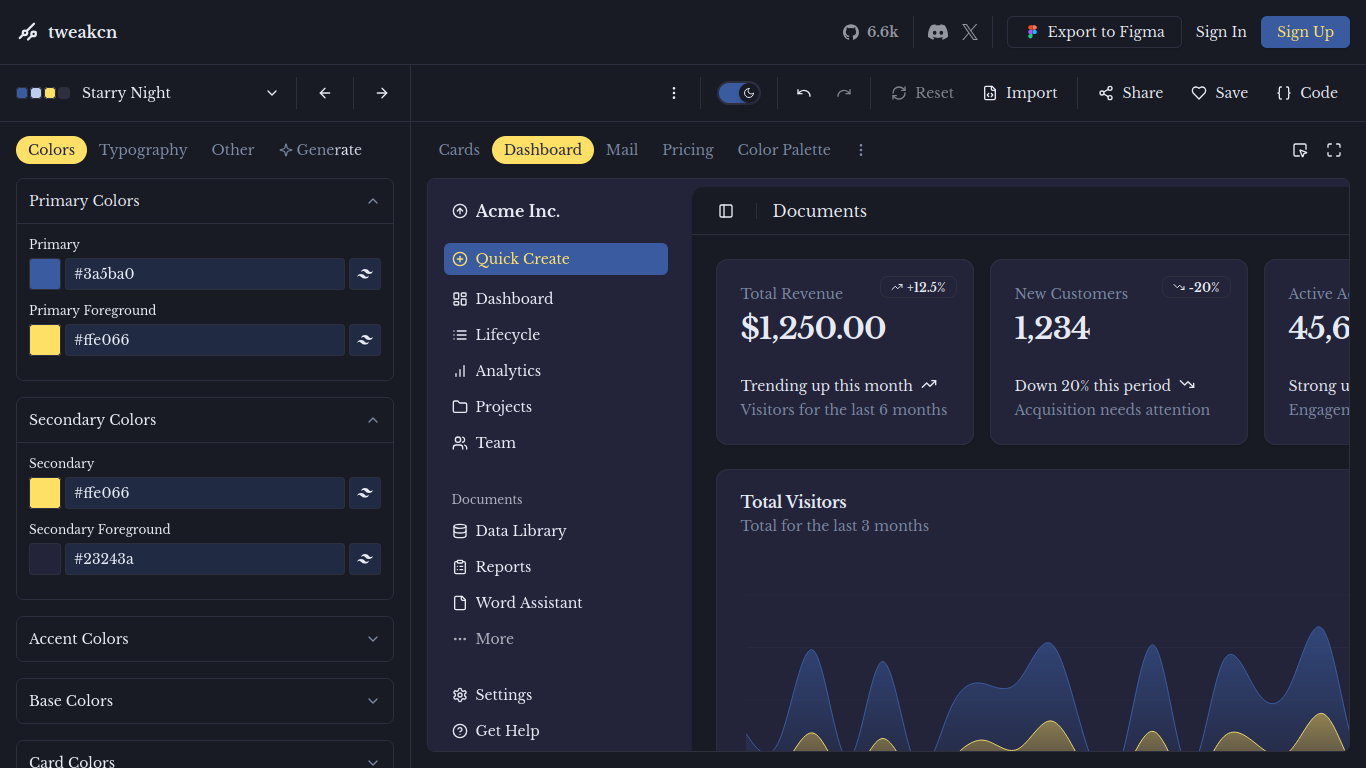 tweakcn
6.6k
Export to Figma
Sign In
Sign Up
Starry Night
Reset
Import
Share
Save
Code
Colors
Typography
Other
Generate
Cards
Dashboard
Mail
Pricing
Color Palette
Primary Colors
Primary
#3a5ba0
Primary Foreground
#ffe066
Secondary Colors
Secondary
#ffe066
Secondary Foreground
#23243a
Accent Colors
Base Colors
Card Colors
Acme Inc.
Quick Create
Dashboard
Lifecycle
Analytics
Projects
Team
Documents
Data Library
Reports
Word Assistant
More
Settings
Get Help
Documents
Total Revenue
+12.5%
$1,250.00
Trending up this month
Visitors for the last 6 months
New Customers
-20%
1,234
Down 20% this period
Acquisition needs attention
Active A
45,6
Strong u
Engagen
Total Visitors
Total for the last 3 months